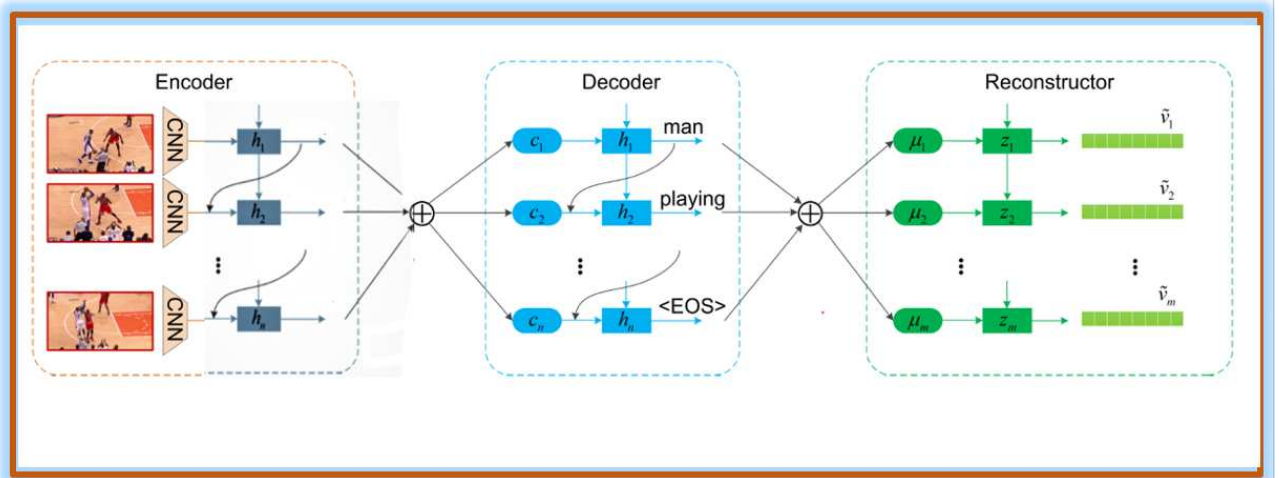 Encoder
Decoder
Reconstructor
CNN
h₁
c₁
h₁
man
μ₁
z₁
ṽ₁
CNN
h₂
c₂
h₂
playing
μ₂
z₂
ṽ₂
CNN
hₙ
cₙ
hₙ
<EOS>
μₘ
zₘ
ṽₘ